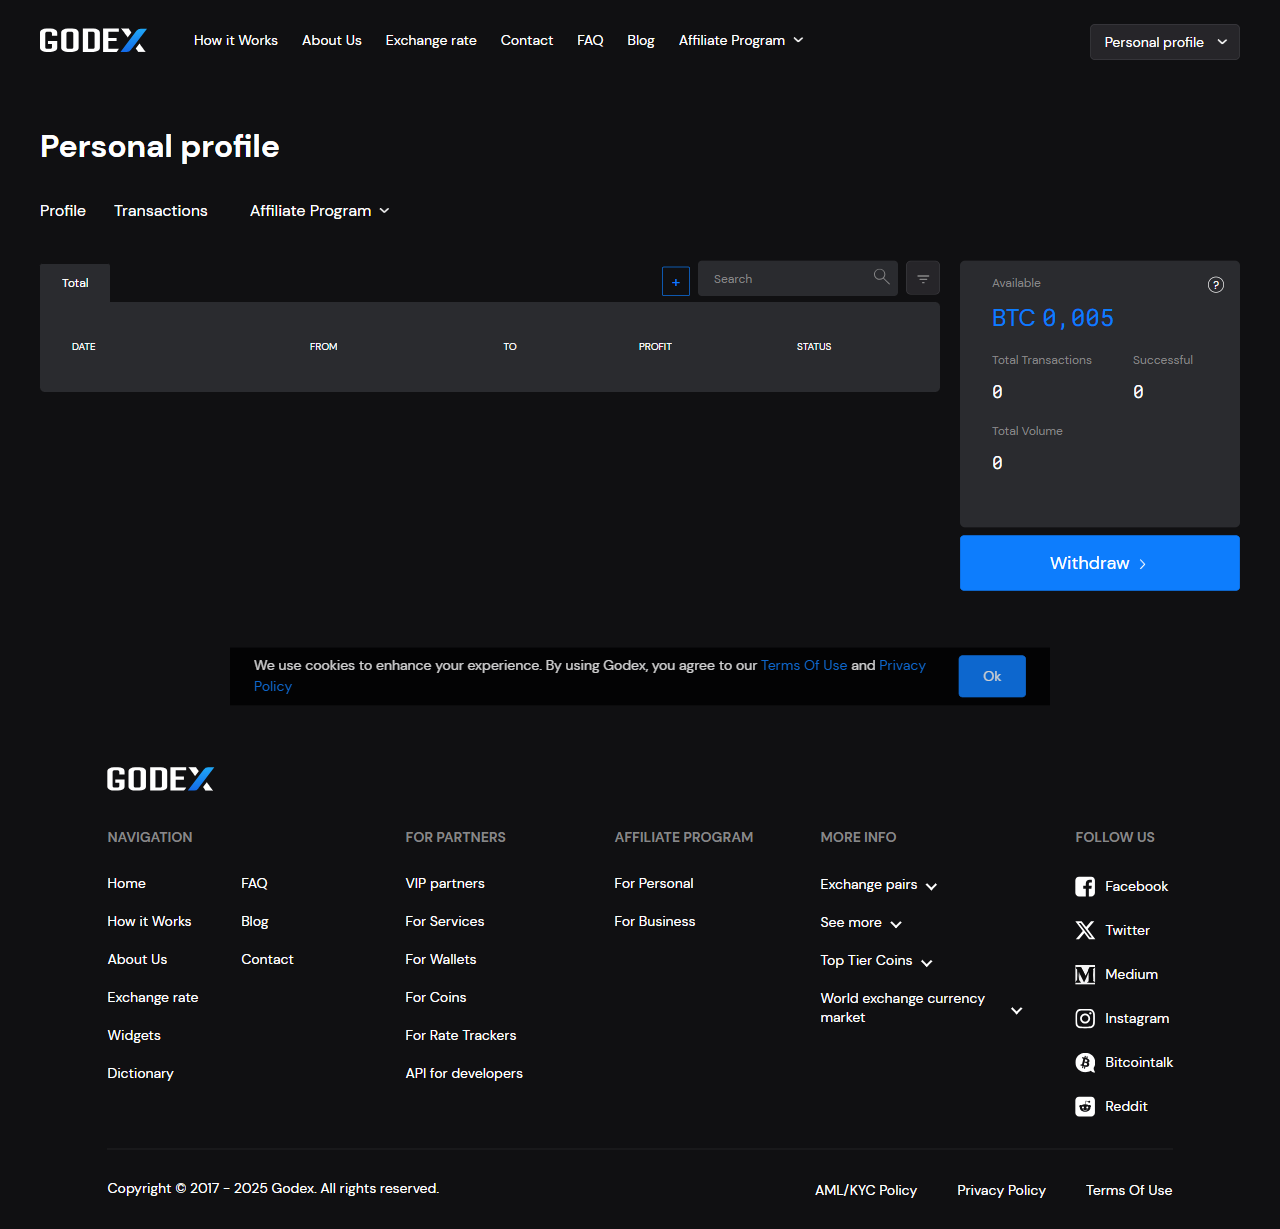 GODEX
How it Works About Us Exchange rate Contact FAQ Blog Affiliate Program
Personal profile
Personal profile
Profile Transactions Affiliate Program
Total
+
Search
DATE FROM TO PROFIT STATUS
Available
?
BTC 0,005
Total Transactions Successful
0 0
Total Volume
0
Withdraw
We use cookies to enhance your experience. By using Godex, you agree to our Terms Of Use and Privacy
Policy
Ok
GODEX
NAVIGATION
Home
How it Works
About Us
Exchange rate
Widgets
Dictionary
FAQ
Blog
Contact
FOR PARTNERS
VIP partners
For Services
For Wallets
For Coins
For Rate Trackers
API for developers
AFFILIATE PROGRAM
For Personal
For Business
MORE INFO
Exchange pairs
See more
Top Tier Coins
World exchange currency
market
FOLLOW US
Facebook
Twitter
Medium
Instagram
Bitcointalk
Reddit
Copyright © 2017 - 2025 Godex. All rights reserved.
AML/KYC Policy Privacy Policy Terms Of Use